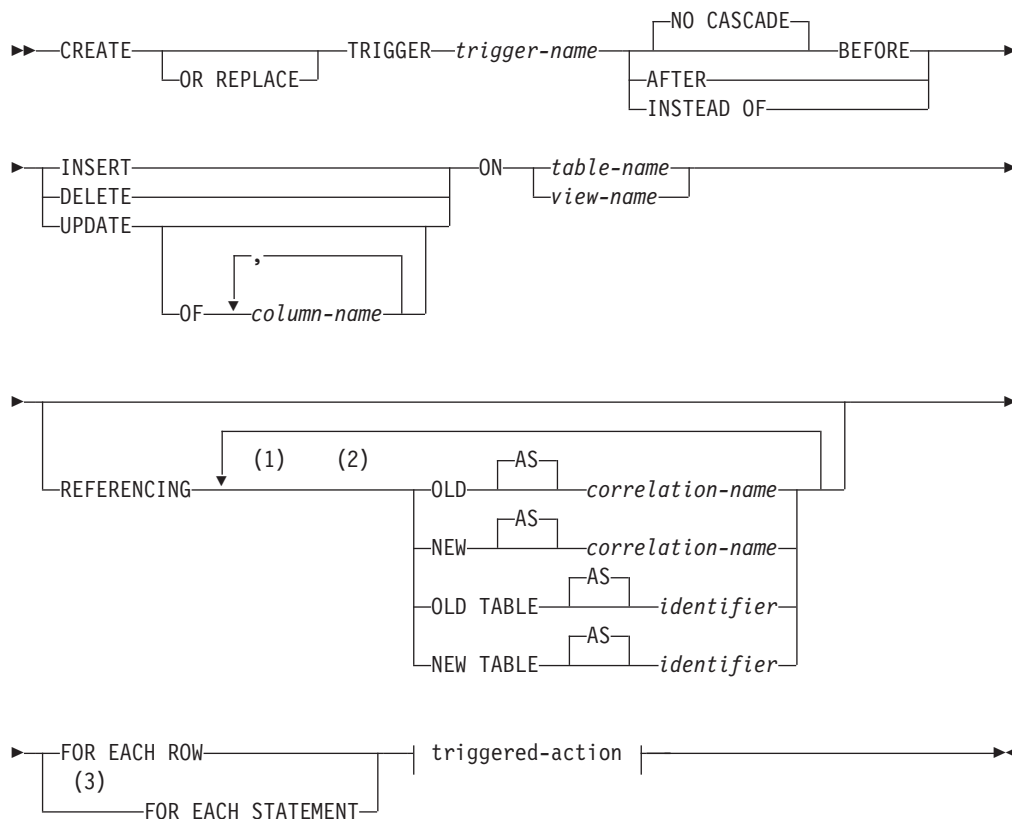 NO CASCADE
CREATE TRIGGER trigger-name BEFORE
OR REPLACE AFTER
INSTEAD OF
INSERT ON table-name
DELETE view-name
UPDATE
,
OF column-name
(1) (2) AS
REFERENCING OLD correlation-name
AS
NEW correlation-name
AS
OLD TABLE identifier
AS
NEW TABLE identifier
FOR EACH ROW triggered-action
(3)
FOR EACH STATEMENT